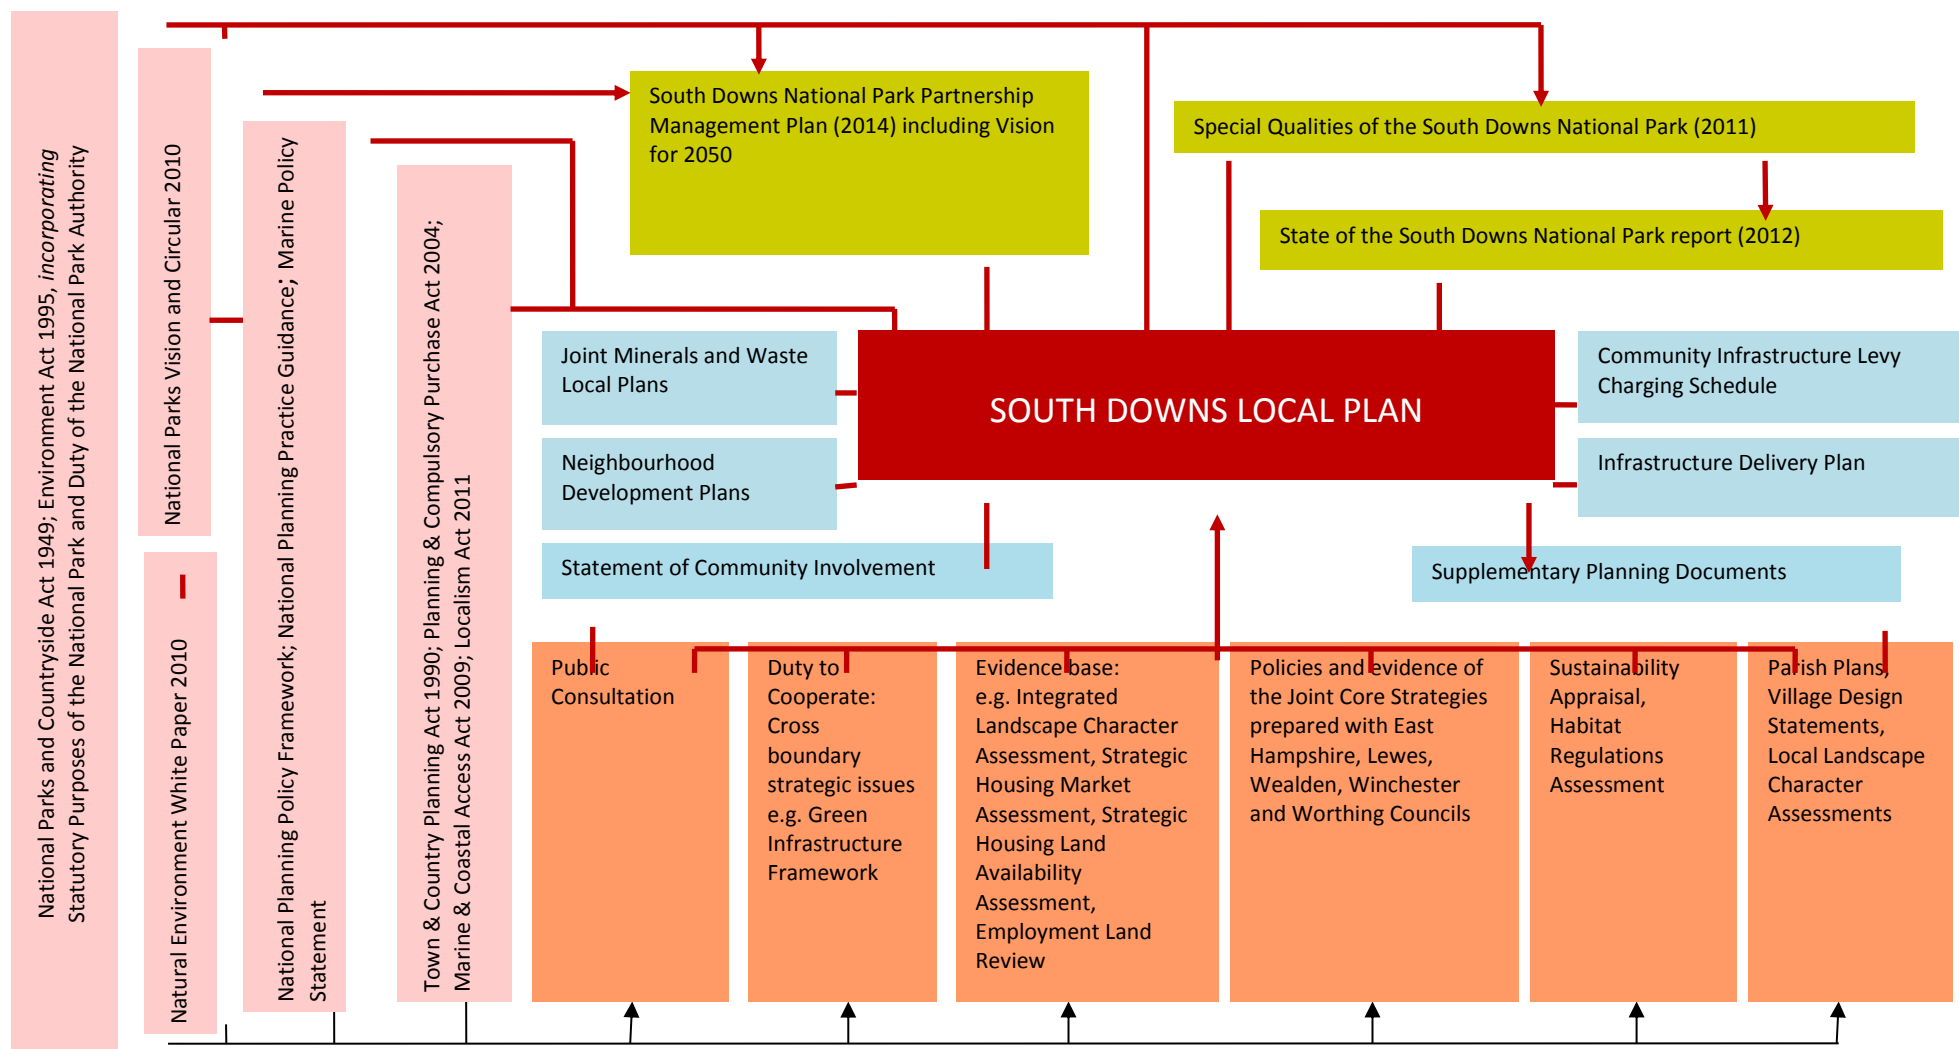 National Parks and Countryside Act 1949; Environment Act 1995, incorporating
Statutory Purposes of the National Park and Duty of the National Park Authority
National Parks Vision and Circular 2010
Natural Environment White Paper 2010
National Planning Policy Framework; National Planning Practice Guidance; Marine Policy
Statement
Town & Country Planning Act 1990; Planning & Compulsory Purchase Act 2004;
Marine & Coastal Access Act 2009; Localism Act 2011
South Downs National Park Partnership
Management Plan (2014) including Vision
for 2050
Special Qualities of the South Downs National Park (2011)
State of the South Downs National Park report (2012)
Joint Minerals and Waste
Local Plans
SOUTH DOWNS LOCAL PLAN
Community Infrastructure Levy
Charging Schedule
Neighbourhood
Development Plans
Infrastructure Delivery Plan
Statement of Community Involvement
Supplementary Planning Documents
Public
Consultation
Duty to
Cooperate:
Cross
boundary
strategic issues
e.g. Green
Infrastructure
Framework
Evidence base:
e.g. Integrated
Landscape Character
Assessment, Strategic
Housing Market
Assessment, Strategic
Housing Land
Availability
Assessment,
Employment Land
Review
Policies and evidence of
the Joint Core Strategies
prepared with East
Hampshire, Lewes,
Wealden, Winchester
and Worthing Councils
Sustainability
Appraisal,
Habitat
Regulations
Assessment
Parish Plans,
Village Design
Statements,
Local Landscape
Character
Assessments